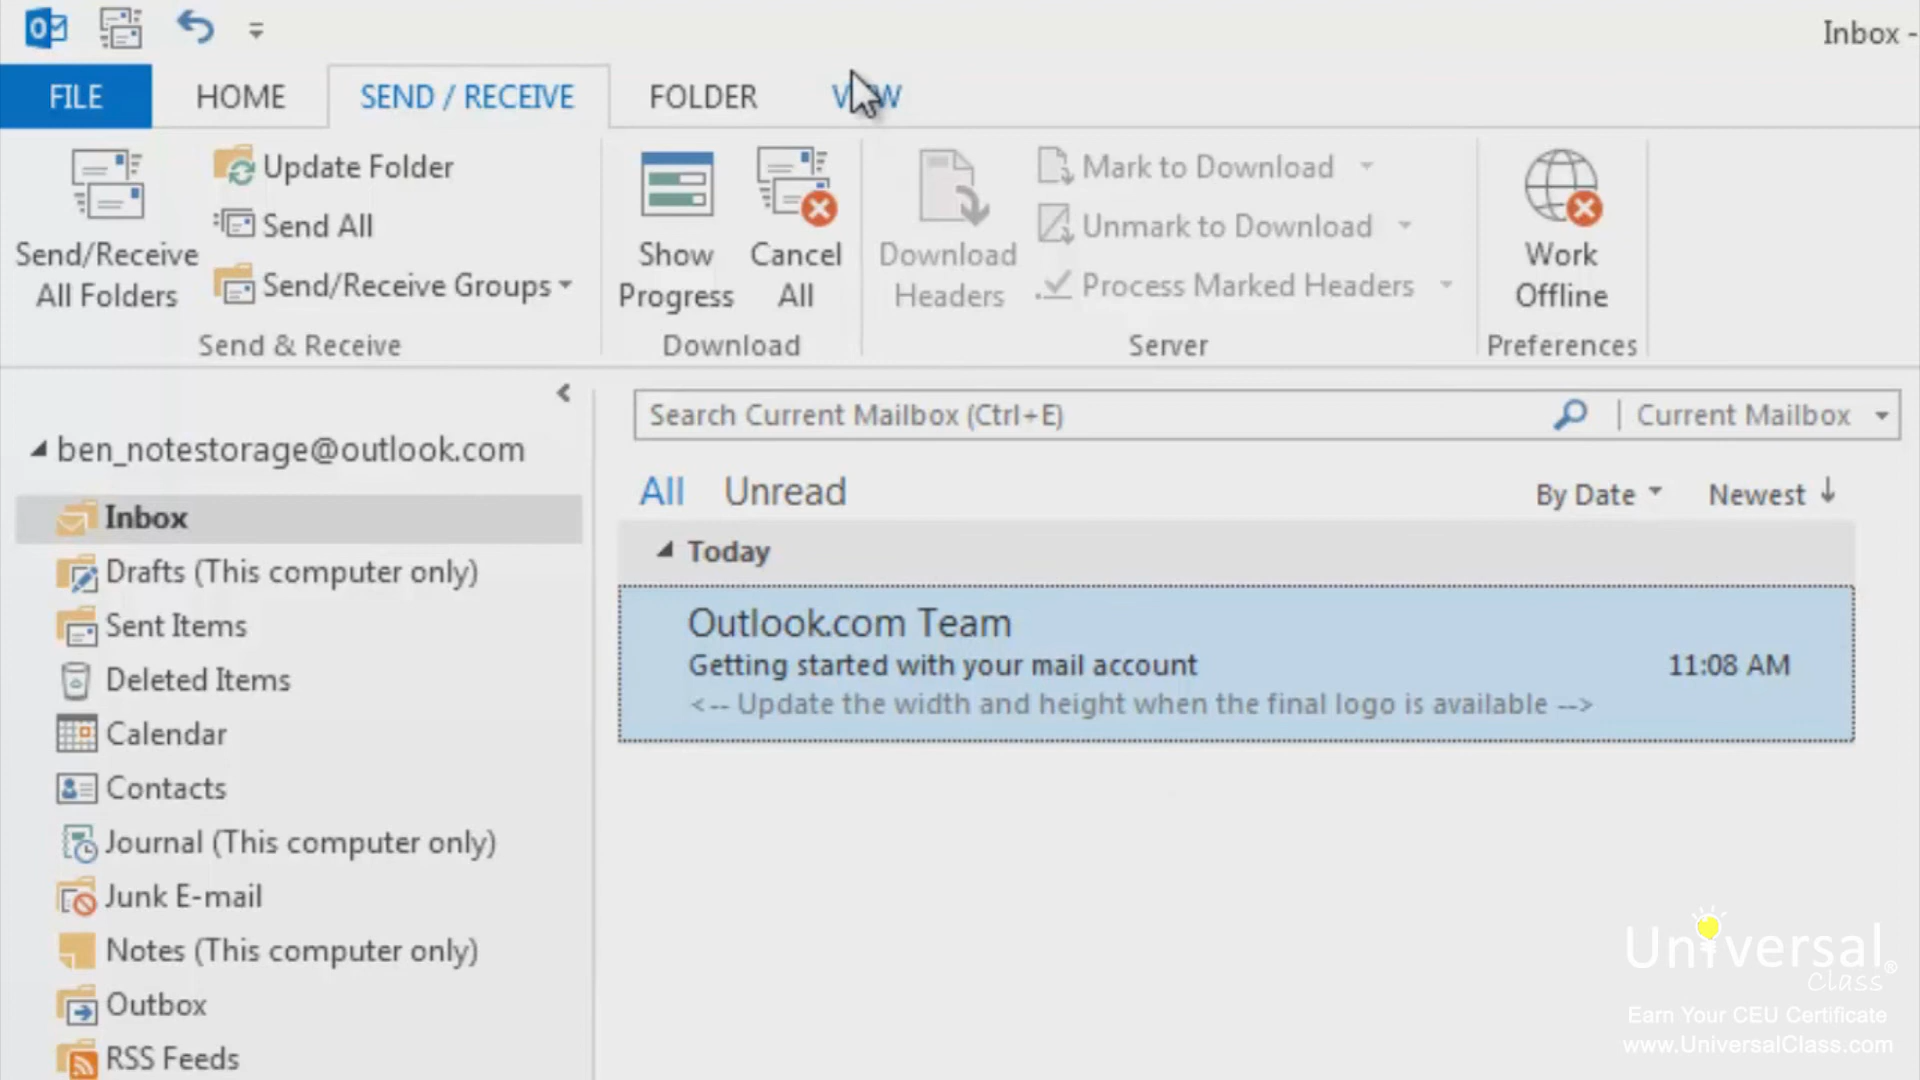 Inbox -
FILE HOME SEND / RECEIVE FOLDER VIEW
Send/Receive
All Folders
Update Folder
Send All
Send/Receive Groups
Send & Receive
Show
Progress
Cancel
All
Download
Download
Headers
Mark to Download
Unmark to Download
Process Marked Headers
Server
Work
Offline
Preferences
ben_notestorage@outlook.com
Inbox
Drafts (This computer only)
Sent Items
Deleted Items
Calendar
Contacts
Journal (This computer only)
Junk E-mail
Notes (This computer only)
Outbox
RSS Feeds
Search Current Mailbox (Ctrl+E) Current Mailbox
All Unread By Date Newest
Today
Outlook.com Team
Getting started with your mail account 11:08 AM
<-- Update the width and height when the final logo is available -->
Universal
Class®
Earn Your CEU Certificate
www.UniversalClass.com